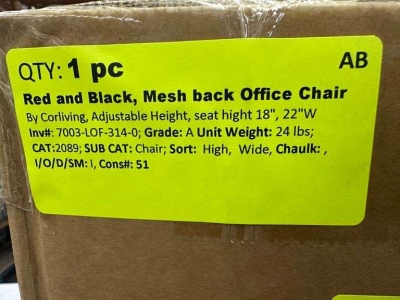 QTY: 1 pc AB
Red and Black, Mesh back Office Chair
By Corliving, Adjustable Height, seat hight 18", 22"W
Inv#: 7003-LOF-314-0; Grade: A Unit Weight: 24 lbs;
CAT:2089; SUB CAT: Chair; Sort: High, Wide, Chaulk: ,
I/O/D/SM: I, Cons#: 51